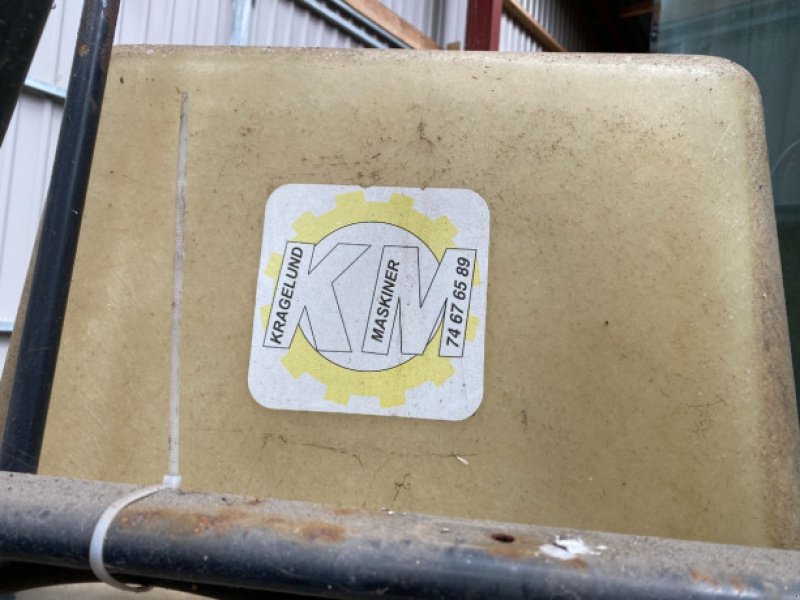 KM
KRAGELUND
MASKINER
74 67 65 89